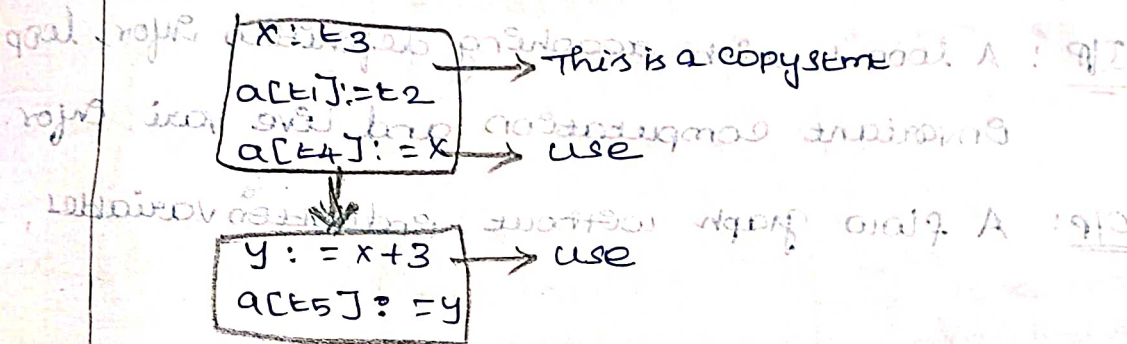 x : t3
This is a copy stmt
a[t1] := t2
a[t4] : = x
use
y : = x+3
use
a[t5] : = y